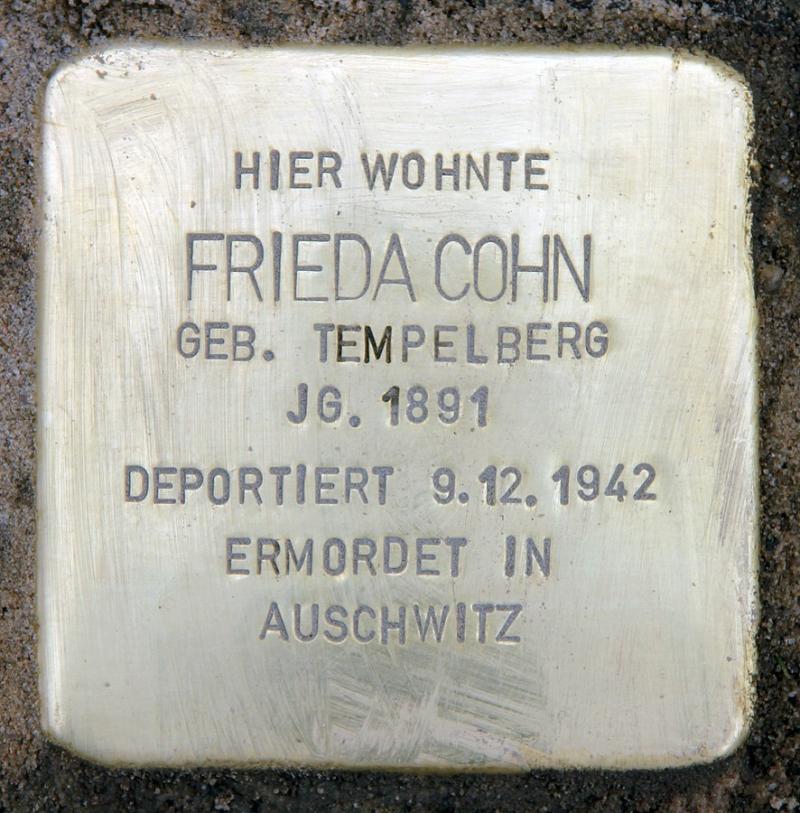 HIER WOHNTE
FRIEDA COHN
GEB. TEMPELBERG
JG. 1891
DEPORTIERT 9.12.1942
ERMORDET IN
AUSCHWITZ